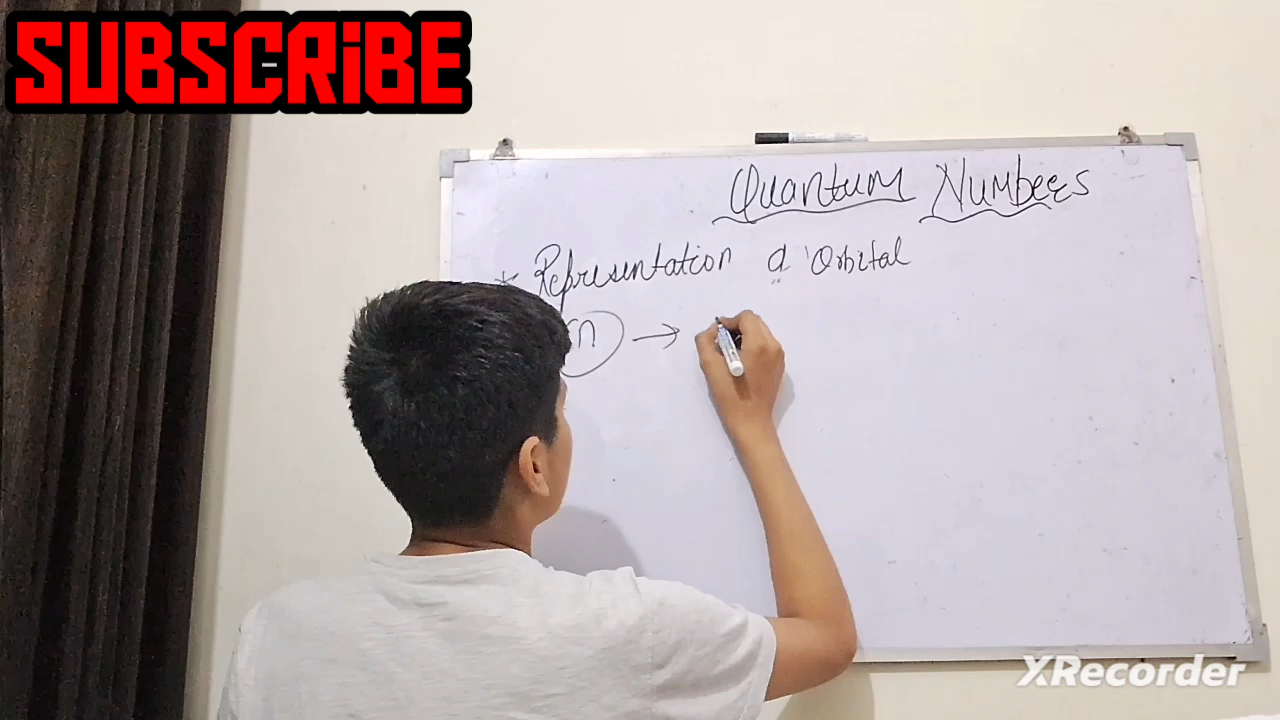 SUBSCRIBE
Quantum Numbers
* Representation of Orbital
n →
XRecorder